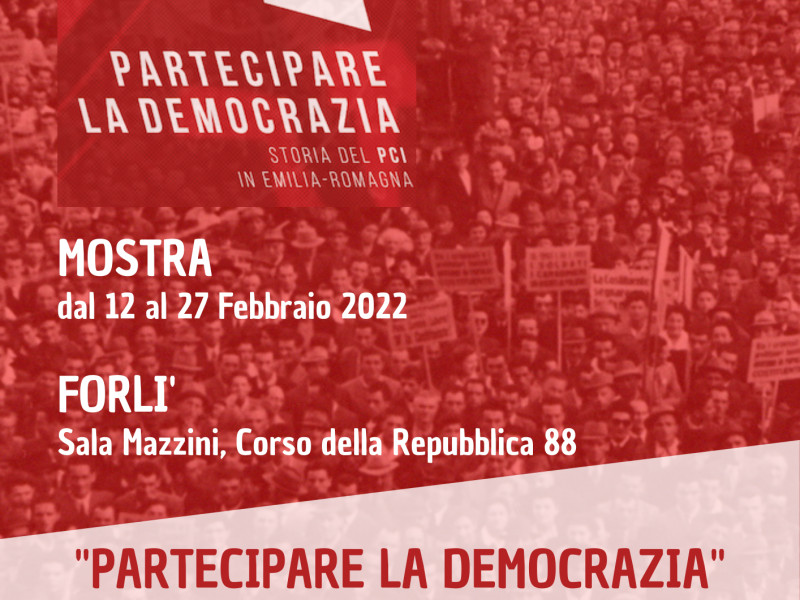 PARTECIPARE
LA DEMOCRAZIA
STORIA DEL PCI
IN EMILIA-ROMAGNA
MOSTRA
dal 12 al 27 Febbraio 2022
FORLI'
Sala Mazzini, Corso della Repubblica 88
"PARTECIPARE LA DEMOCRAZIA"